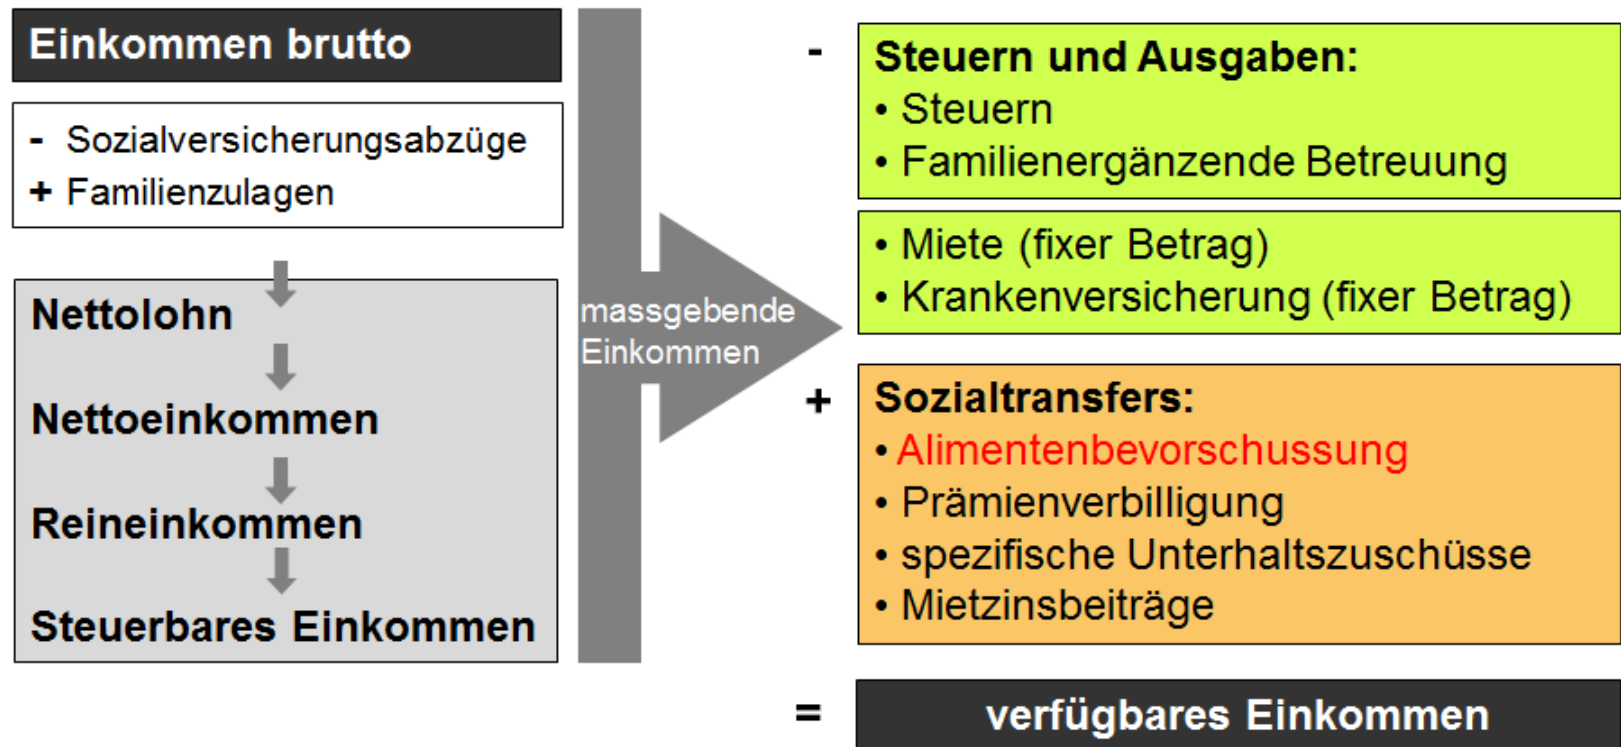 Einkommen brutto
- Sozialversicherungsabzüge
+ Familienzulagen
Nettolohn
Nettoeinkommen
Reineinkommen
Steuerbares Einkommen
massgebende
Einkommen
- Steuern und Ausgaben:
• Steuern
• Familienergänzende Betreuung
• Miete (fixer Betrag)
• Krankenversicherung (fixer Betrag)
+ Sozialtransfers:
• Alimentenbevorschussung
• Prämienverbilligung
• spezifische Unterhaltszuschüsse
• Mietzinsbeiträge
= verfügbares Einkommen